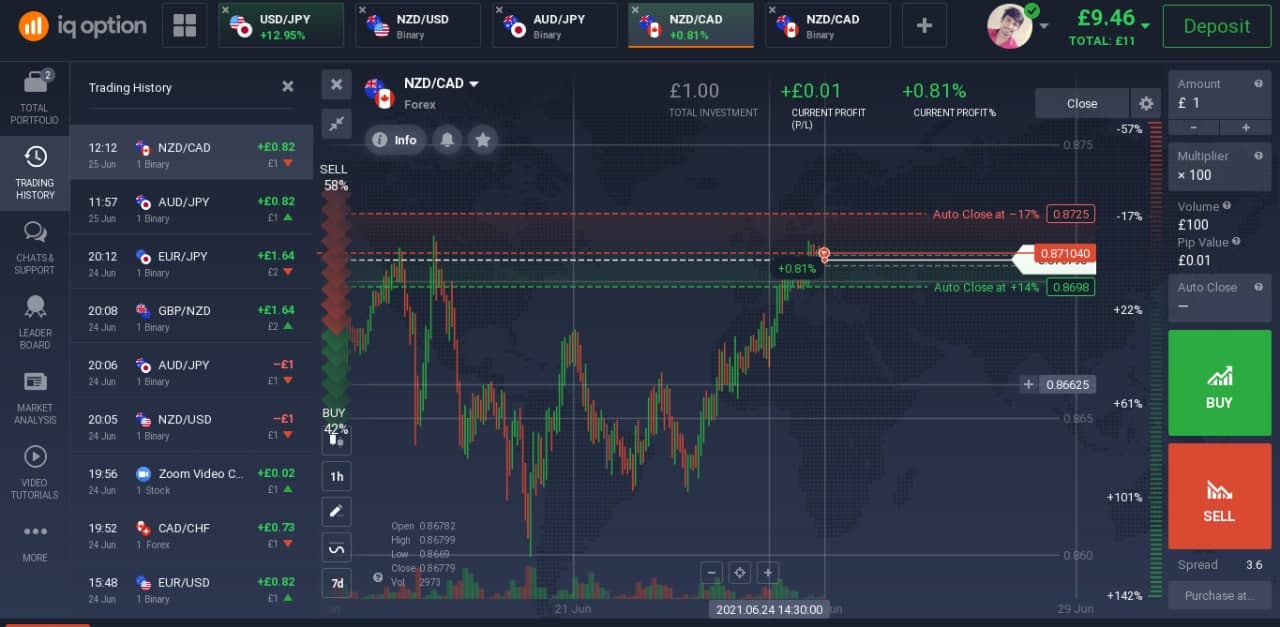 iq option
USD/JPY
+12.95%
NZD/USD
Binary
AUD/JPY
Binary
NZD/CAD
+0.81%
NZD/CAD
Binary
£9.46
TOTAL: £11
Deposit
2
TOTAL
PORTFOLIO
TRADING
HISTORY
CHATS &
SUPPORT
LEADER
BOARD
MARKET
ANALYSIS
VIDEO
TUTORIALS
MORE
Trading History
12:12 NZD/CAD +£0.82
25 Jun 1 Binary £1
11:57 AUD/JPY +£0.82
25 Jun 1 Binary £1
20:12 EUR/JPY +£1.64
24 Jun 1 Binary £2
20:08 GBP/NZD +£1.64
24 Jun 1 Binary £2
20:06 AUD/JPY −£1
24 Jun 1 Binary £1
20:05 NZD/USD −£1
24 Jun 1 Binary £1
19:56 Zoom Video C... +£0.02
24 Jun 1 Stock £1
19:52 CAD/CHF +£0.73
24 Jun 1 Forex £1
15:48 EUR/USD +£0.82
24 Jun 1 Binary £1
NZD/CAD
Forex
Info
£1.00
TOTAL INVESTMENT
+£0.01
CURRENT PROFIT
(P/L)
+0.81%
CURRENT PROFIT%
Close
SELL
58%
BUY
42%
1h
7d
0.875
Auto Close at −17% 0.8725
0.871040
+0.81%
Auto Close at +14% 0.8698
+ 0.86625
0.865
0.860
Open 0.86782
High 0.86799
Low 0.8669
Close 0.86779
Vol. 2973
21 Jun
2021.06.24 14:30:00
29 Jun
-57%
-17%
+22%
+61%
+101%
+142%
Amount
£ 1
- +
Multiplier
× 100
Volume
£100
Pip Value
£0.01
Auto Close
—
BUY
SELL
Spread 3.6
Purchase at...